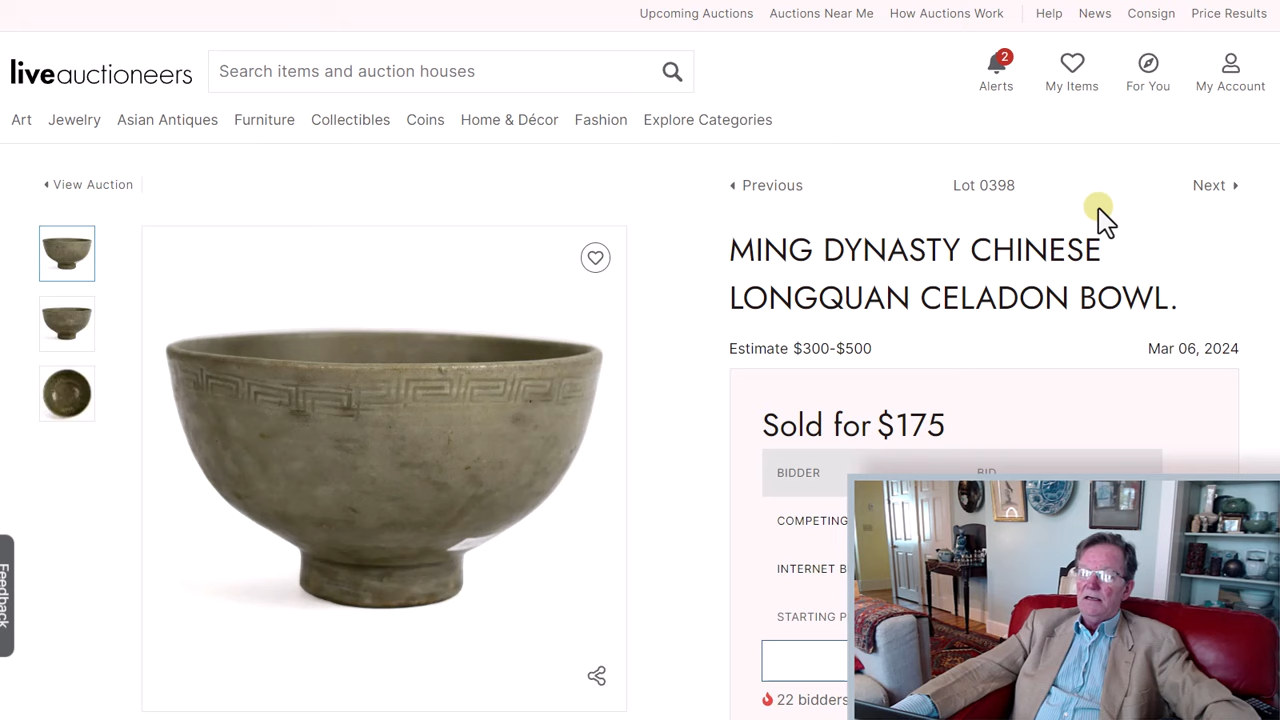 Upcoming Auctions Auctions Near Me How Auctions Work Help News Consign Price Results
liveauctioneers
Search items and auction houses
2
Alerts My Items For You My Account
Art Jewelry Asian Antiques Furniture Collectibles Coins Home & Décor Fashion Explore Categories
View Auction
Previous Lot 0398 Next
MING DYNASTY CHINESE
LONGQUAN CELADON BOWL.
Estimate $300-$500 Mar 06, 2024
Sold for $175
BIDDER BID
COMPETING
INTERNET B
STARTING P
22 bidders
Feedback